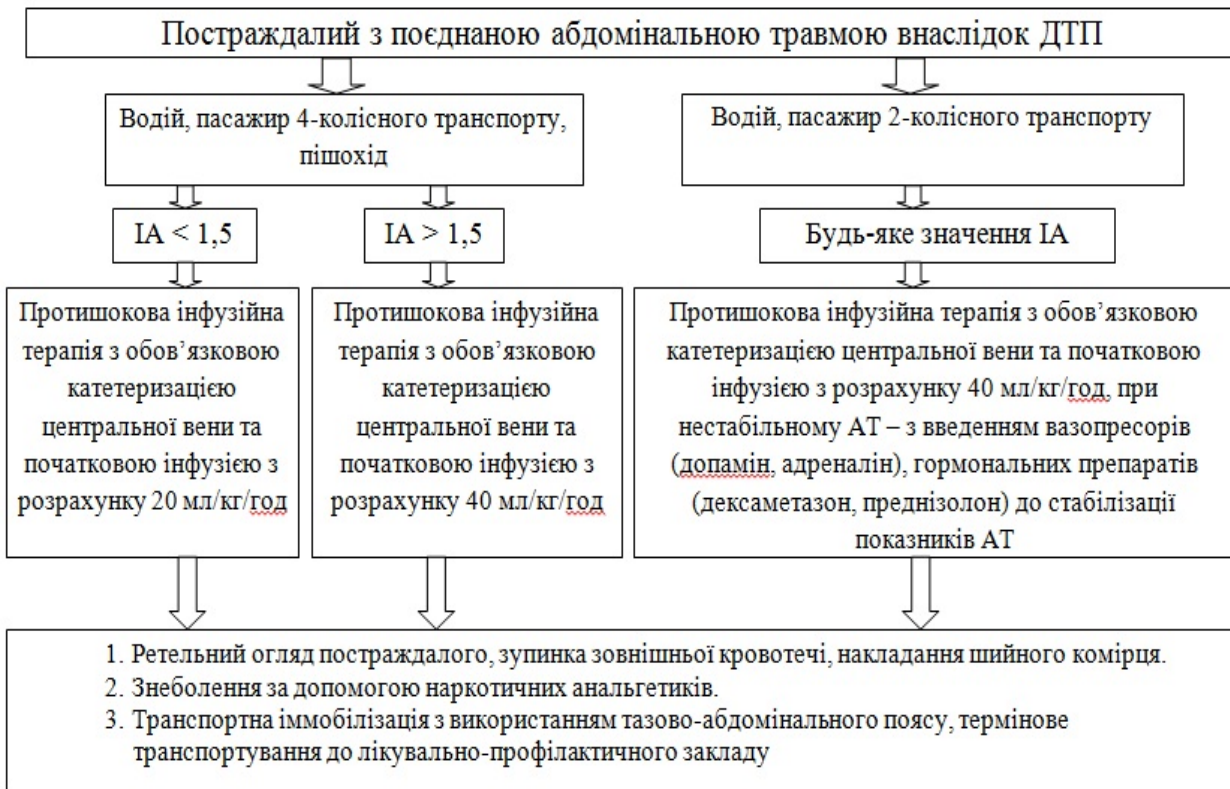 Постраждалий з поєднаною абдомінальною травмою внаслідок ДТП
Водій, пасажир 4-колісного транспорту,
пішохід
Водій, пасажир 2-колісного транспорту
ІА < 1,5
ІА > 1,5
Будь-яке значення ІА
Протишокова інфузійна
терапія з обов’язковою
катетеризацією
центральної вени та
початковою інфузією з
розрахунку 20 мл/кг/год
Протишокова інфузійна
терапія з обов’язковою
катетеризацією
центральної вени та
початковою інфузією з
розрахунку 40 мл/кг/год
Протишокова інфузійна терапія з обов’язковою
катетеризацією центральної вени та початковою
інфузією з розрахунку 40 мл/кг/год, при
нестабільному АТ – з введенням вазопресорів
(допамін, адреналін), гормональних препаратів
(дексаметазон, преднізолон) до стабілізації
показників АТ
1. Ретельний огляд постраждалого, зупинка зовнішньої кровотечі, накладання шийного комірця.
2. Знеболення за допомогою наркотичних анальгетиків.
3. Транспортна іммобілізація з використанням тазово-абдомінального поясу, термінове
транспортування до лікувально-профілактичного закладу